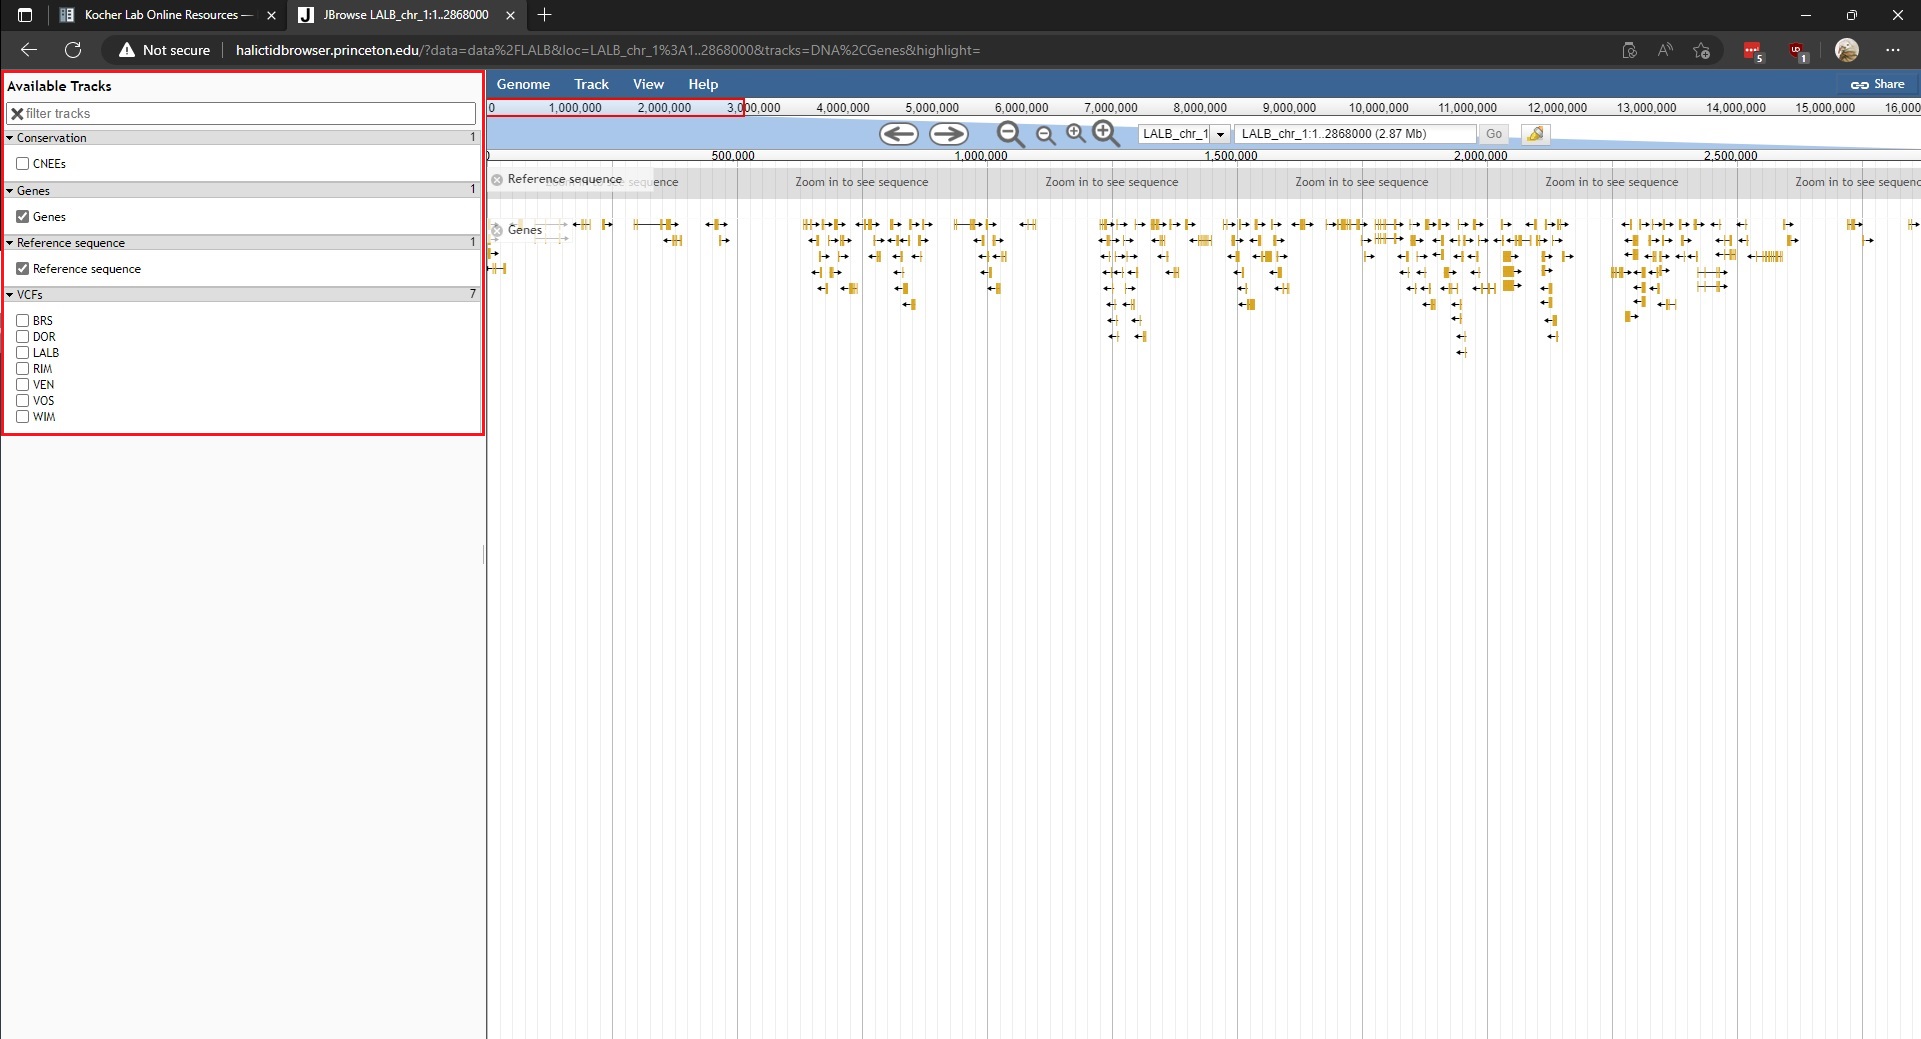 Kocher Lab Online Resources —
JBrowse LALB_chr_1:1..2868000
Not secure
halictidbrowser.princeton.edu/?data=data%2FLALB&loc=LALB_chr_1%3A1..2868000&tracks=DNA%2CGenes&highlight=
5
1
Available Tracks
filter tracks
Conservation 1
CNEEs
Genes 1
Genes
Reference sequence 1
Reference sequence
VCFs 7
BRS
DOR
LALB
RIM
VEN
VOS
WIM
Genome Track View Help
Share
0 1,000,000 2,000,000 3,000,000 4,000,000 5,000,000 6,000,000 7,000,000 8,000,000 9,000,000 10,000,000 11,000,000 12,000,000 13,000,000 14,000,000 15,000,000 16,000
LALB_chr_1 LALB_chr_1:1..2868000 (2.87 Mb) Go
500,000 1,000,000 1,500,000 2,000,000 2,500,000
Reference sequence
Zoom in to see sequence Zoom in to see sequence Zoom in to see sequence Zoom in to see sequence Zoom in to see sequence Zoom in to see sequenc
Genes